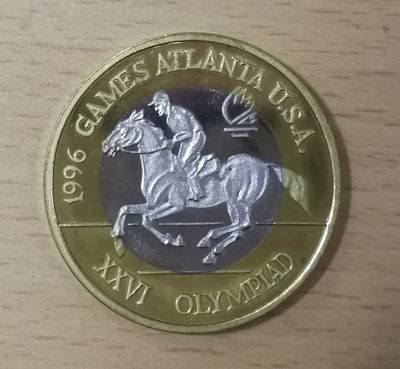 1996 GAMES ATLANTA U.S.A.
XXVI OLYMPIAD